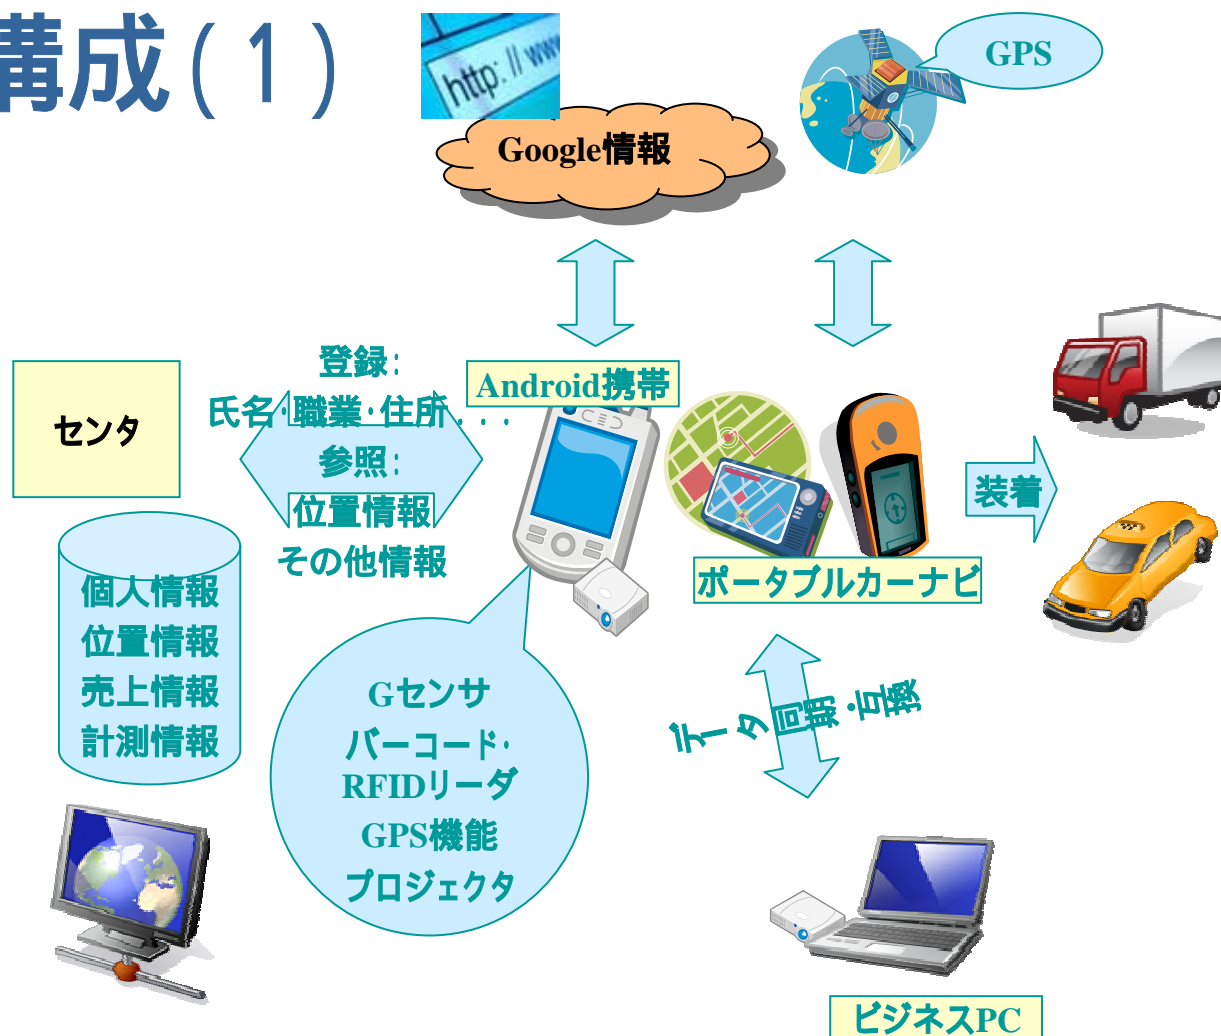 構成(1)
http://www
GPS
Google情報
登録:
氏名・職業・住所...
参照:
位置情報
その他情報
Android携帯
センタ
装着
ポータブルカーナビ
個人情報
位置情報
売上情報
計測情報
Gセンサ
バーコード・
RFIDリーダ
GPS機能
プロジェクタ
データ同期・互換
ビジネスPC